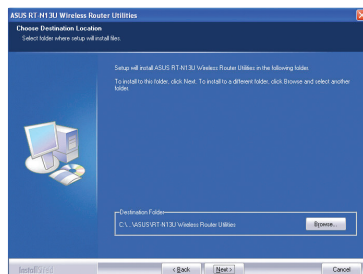 ASUS RT-N13U Wireless Router Utilities
Choose Destination Location
Select folder where setup will install files.
Setup will install ASUS RT-N13U Wireless Router Utilities in the following folder.
To install to this folder, click Next. To install to a different folder, click Browse and select another
folder.
Destination Folder
C:\...\ASUS\RT-N13U Wireless Router Utilities
Browse...
InstallShield
< Back
Next >
Cancel